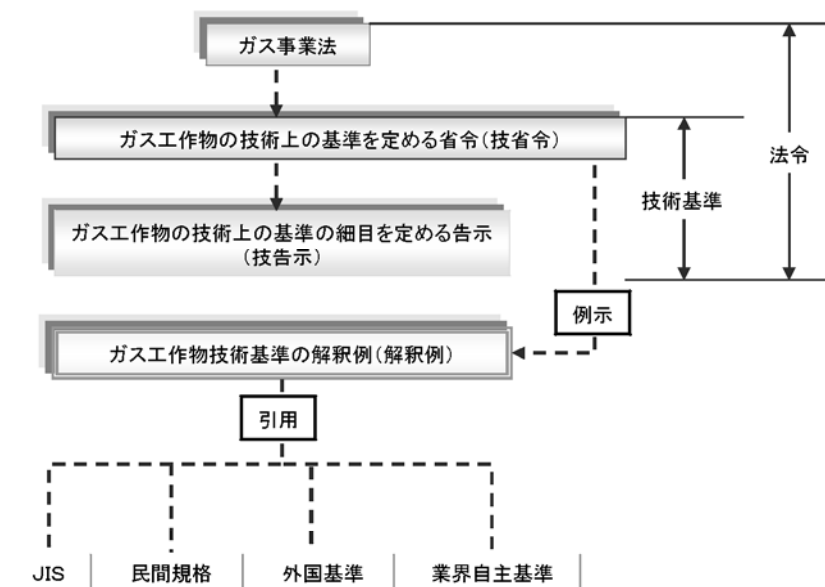 ガス事業法
ガス工作物の技術上の基準を定める省令(技省令)
法令
技術基準
ガス工作物の技術上の基準の細目を定める告示
(技告示)
例示
ガス工作物技術基準の解釈例(解釈例)
引用
JIS
民間規格
外国基準
業界自主基準